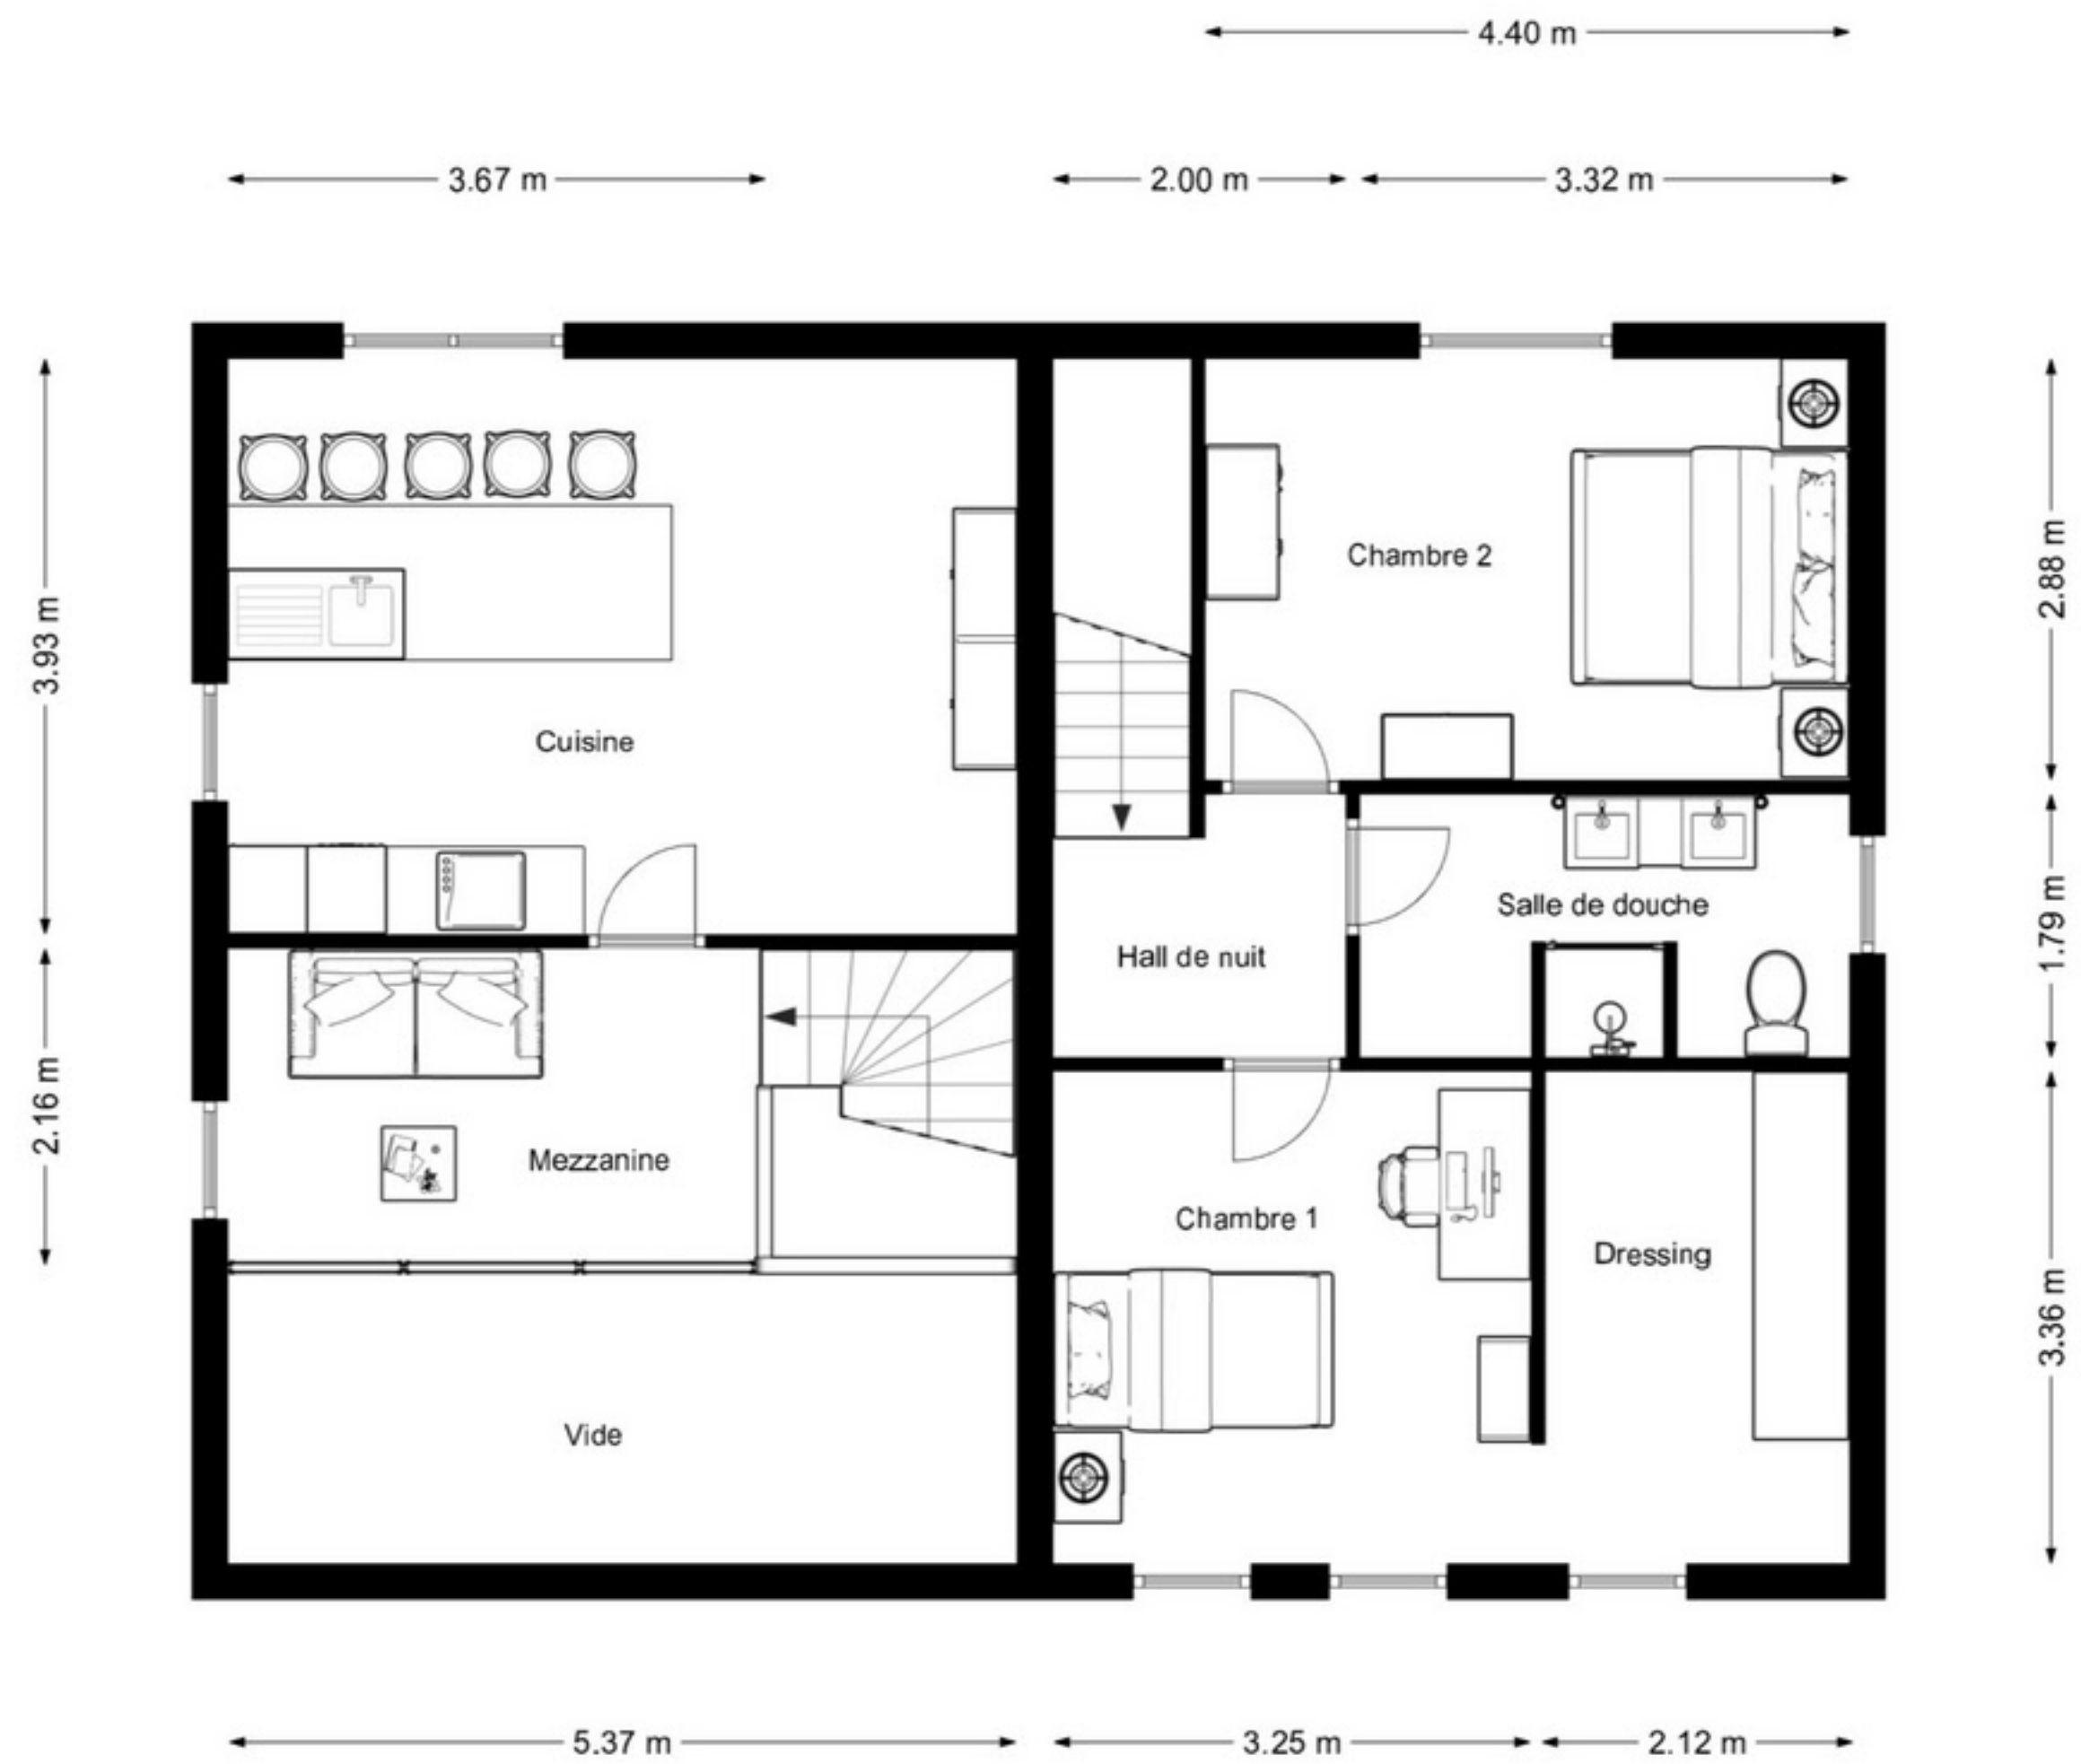 4.40 m
3.67 m
2.00 m
3.32 m
3.93 m
2.16 m
2.88 m
1.79 m
3.36 m
Chambre 2
Cuisine
Salle de douche
Hall de nuit
Mezzanine
Chambre 1
Dressing
Vide
5.37 m
3.25 m
2.12 m